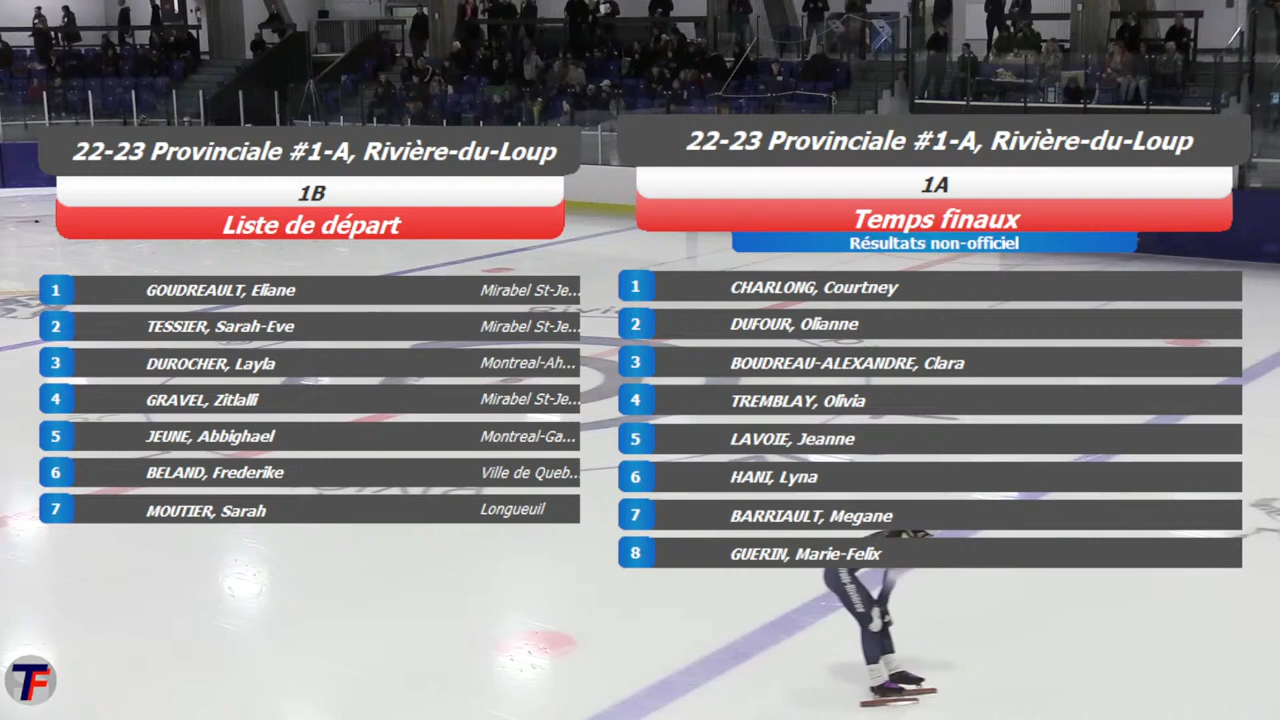 22-23 Provinciale #1-A, Rivière-du-Loup
1B
Liste de départ
1 GOUDREAULT, Eliane Mirabel St-Je...
2 TESSIER, Sarah-Eve Mirabel St-Je...
3 DUROCHER, Layla Montreal-Ah...
4 GRAVEL, Zitlalli Mirabel St-Je...
5 JEUNE, Abbighael Montreal-Ga...
6 BELAND, Frederike Ville de Queb...
7 MOUTIER, Sarah Longueuil
22-23 Provinciale #1-A, Rivière-du-Loup
1A
Temps finaux
Résultats non-officiel
1 CHARLONG, Courtney
2 DUFOUR, Olianne
3 BOUDREAU-ALEXANDRE, Clara
4 TREMBLAY, Olivia
5 LAVOIE, Jeanne
6 HANI, Lyna
7 BARRIAULT, Megane
8 GUERIN, Marie-Felix
TF